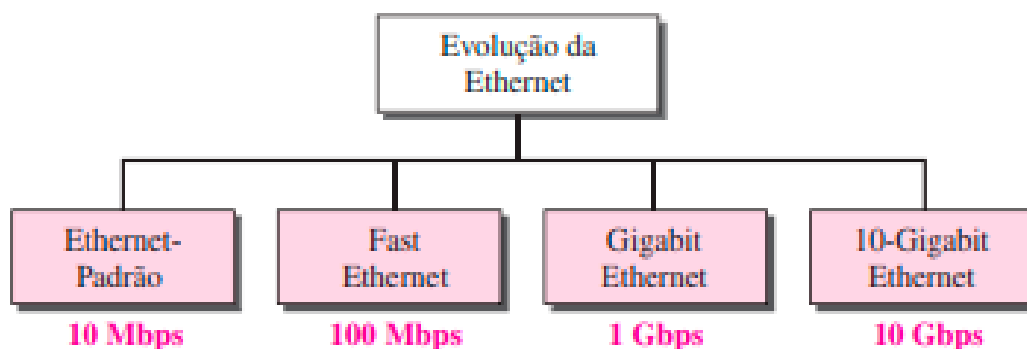 Evolução da
Ethernet
Ethernet-
Padrão
10 Mbps
Fast
Ethernet
100 Mbps
Gigabit
Ethernet
1 Gbps
10-Gigabit
Ethernet
10 Gbps